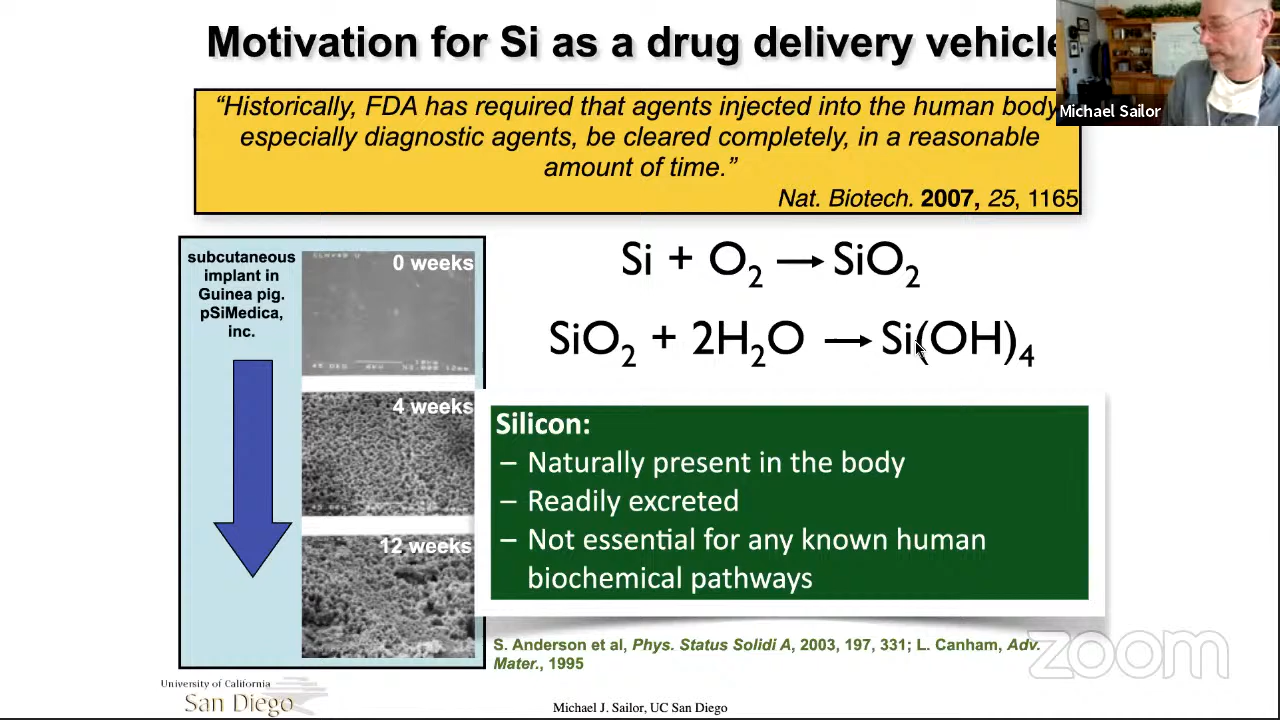 Motivation for Si as a drug delivery vehicle
Michael Sailor
“Historically, FDA has required that agents injected into the human body
especially diagnostic agents, be cleared completely, in a reasonable
amount of time.”
Nat. Biotech. 2007, 25, 1165
subcutaneous
implant in
Guinea pig.
pSiMedica,
inc.
0 weeks
4 weeks
12 weeks
Si + O₂ → SiO₂
SiO₂ + 2H₂O → Si(OH)₄
Silicon:
– Naturally present in the body
– Readily excreted
– Not essential for any known human
biochemical pathways
S. Anderson et al, Phys. Status Solidi A, 2003, 197, 331; L. Canham, Adv.
Mater., 1995
zoom
University of California
San Diego
Michael J. Sailor, UC San Diego